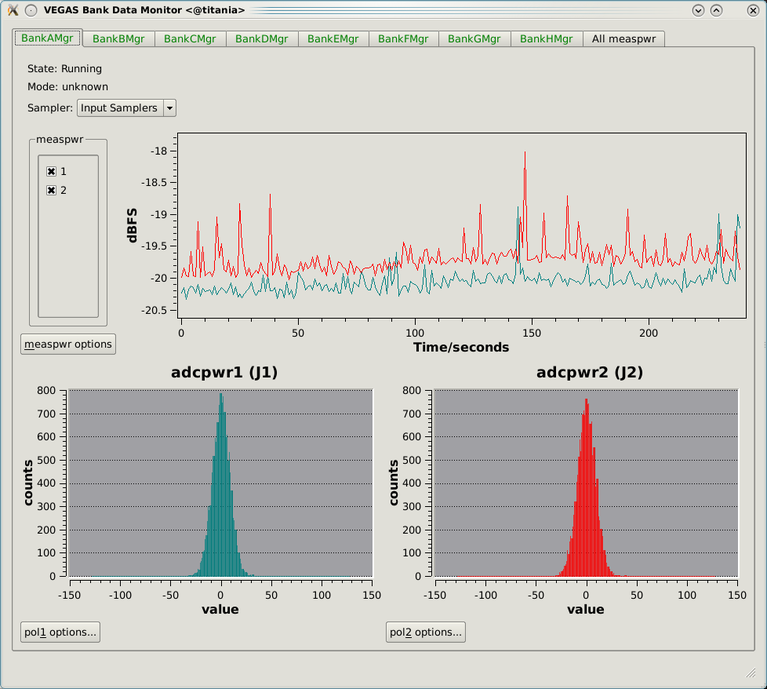 VEGAS Bank Data Monitor <@titania>
BankAMgr BankBMgr BankCMgr BankDMgr BankEMgr BankFMgr BankGMgr BankHMgr All measpwr
State: Running
Mode: unknown
Sampler: Input Samplers
measpwr
1
2
measpwr options
dBFS
-18
-18.5
-19
-19.5
-20
-20.5
0 50 100 150 200
Time/seconds
adcpwr1 (J1)
counts
800
700
600
500
400
300
200
100
0
-150 -100 -50 0 50 100 150
value
pol1 options...
adcpwr2 (J2)
counts
800
700
600
500
400
300
200
100
0
-150 -100 -50 0 50 100 150
value
pol2 options...